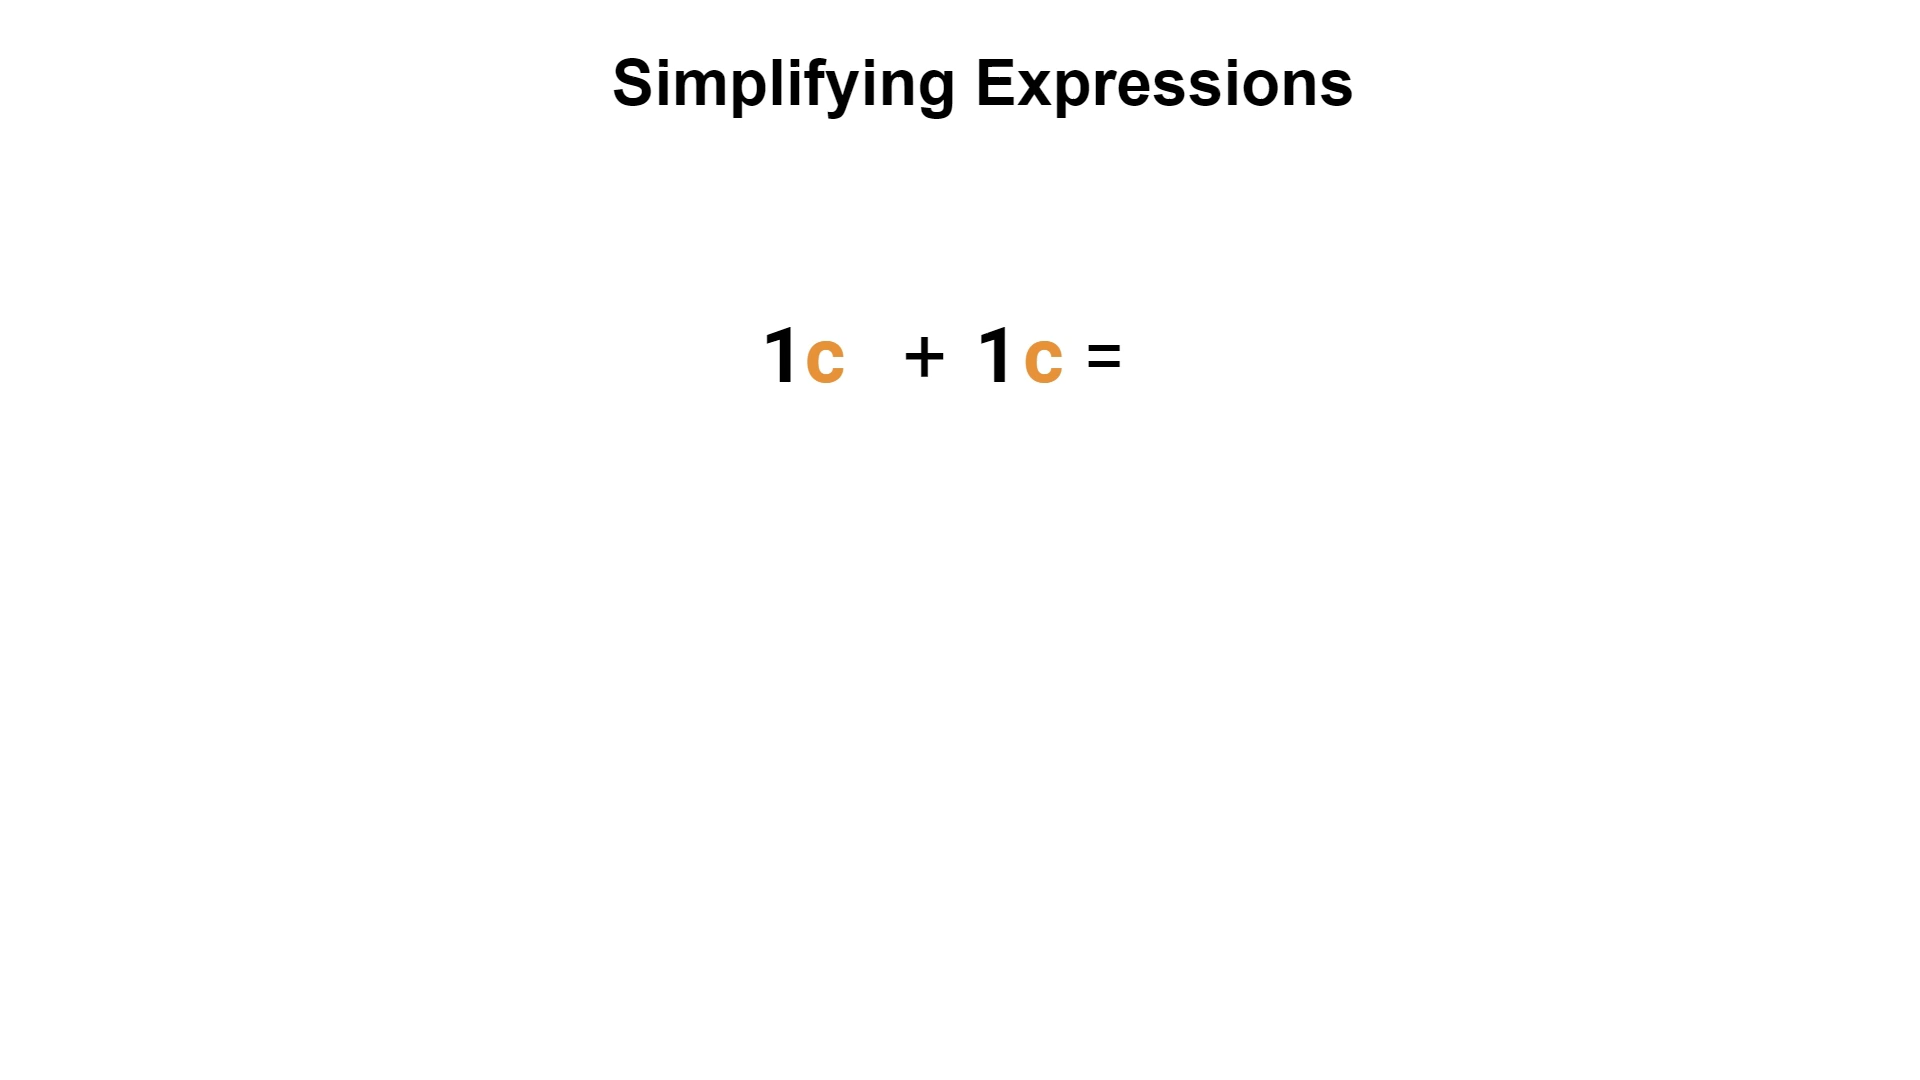 Simplifying Expressions
1c + 1c =